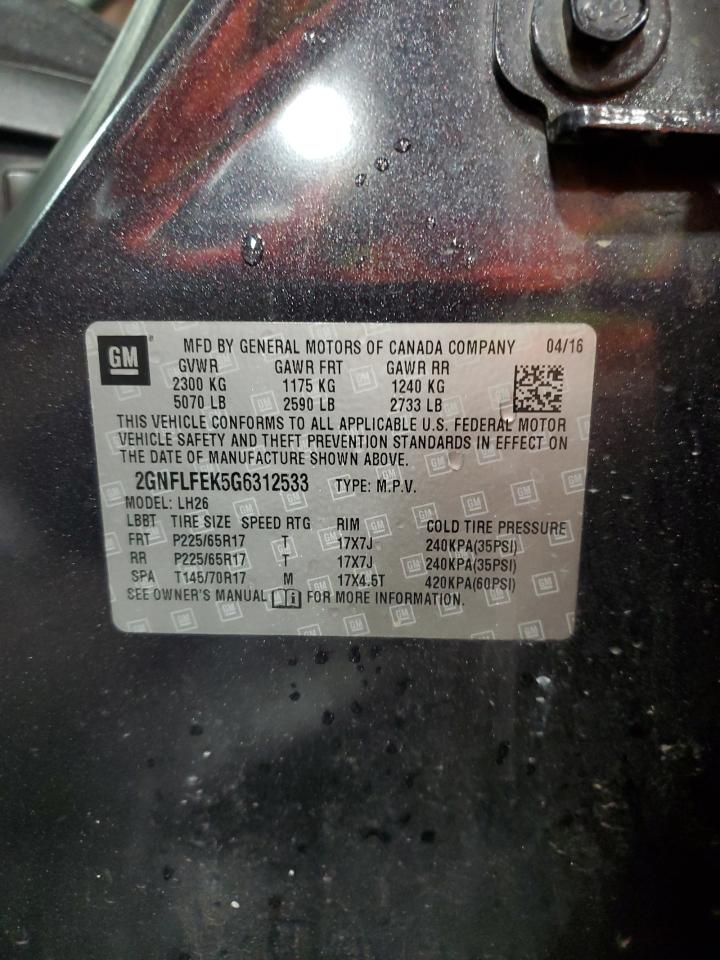 GM MFD BY GENERAL MOTORS OF CANADA COMPANY 04/16
GVWR GAWR FRT GAWR RR
2300 KG 1175 KG 1240 KG
5070 LB 2590 LB 2733 LB
THIS VEHICLE CONFORMS TO ALL APPLICABLE U.S. FEDERAL MOTOR
VEHICLE SAFETY AND THEFT PREVENTION STANDARDS IN EFFECT ON
THE DATE OF MANUFACTURE SHOWN ABOVE.
2GNFLFEK5G6312533 TYPE: M.P.V.
MODEL: LH26
LBBT TIRE SIZE SPEED RTG RIM COLD TIRE PRESSURE
FRT P225/65R17 T 17X7J 240KPA(35PSI)
RR P225/65R17 T 17X7J 240KPA(35PSI)
SPA T145/70R17 M 17X4.5T 420KPA(60PSI)
SEE OWNER'S MANUAL FOR MORE INFORMATION.